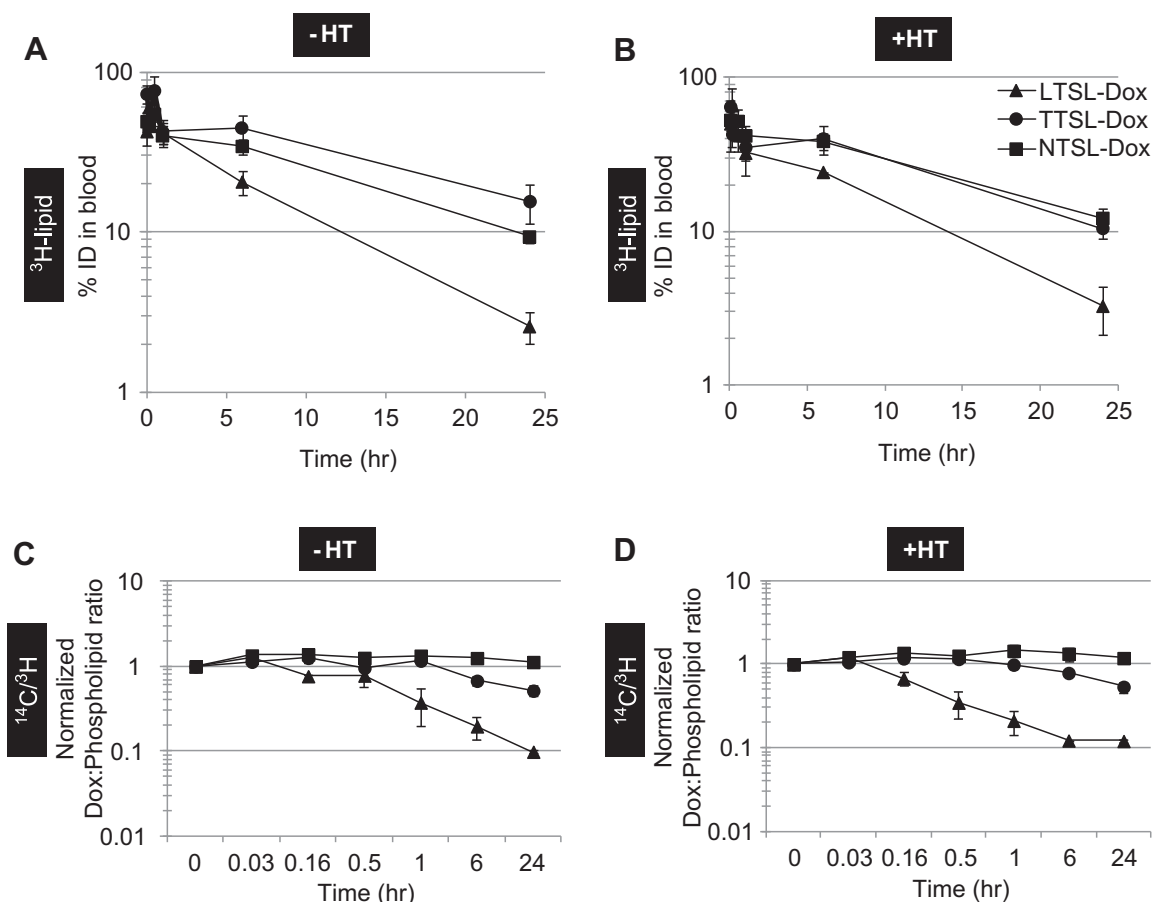 A
-HT
³H-lipid
% ID in blood
100
10
1
0 5 10 15 20 25
Time (hr)
B
+HT
³H-lipid
% ID in blood
100
10
1
0 5 10 15 20 25
Time (hr)
LTSL-Dox
TTSL-Dox
NTSL-Dox
C
-HT
¹⁴C/³H
Normalized
Dox:Phospholipid ratio
10
1
0.1
0.01
0 0.03 0.16 0.5 1 6 24
Time (hr)
D
+HT
¹⁴C/³H
Normalized
Dox:Phospholipid ratio
10
1
0.1
0.01
0 0.03 0.16 0.5 1 6 24
Time (hr)